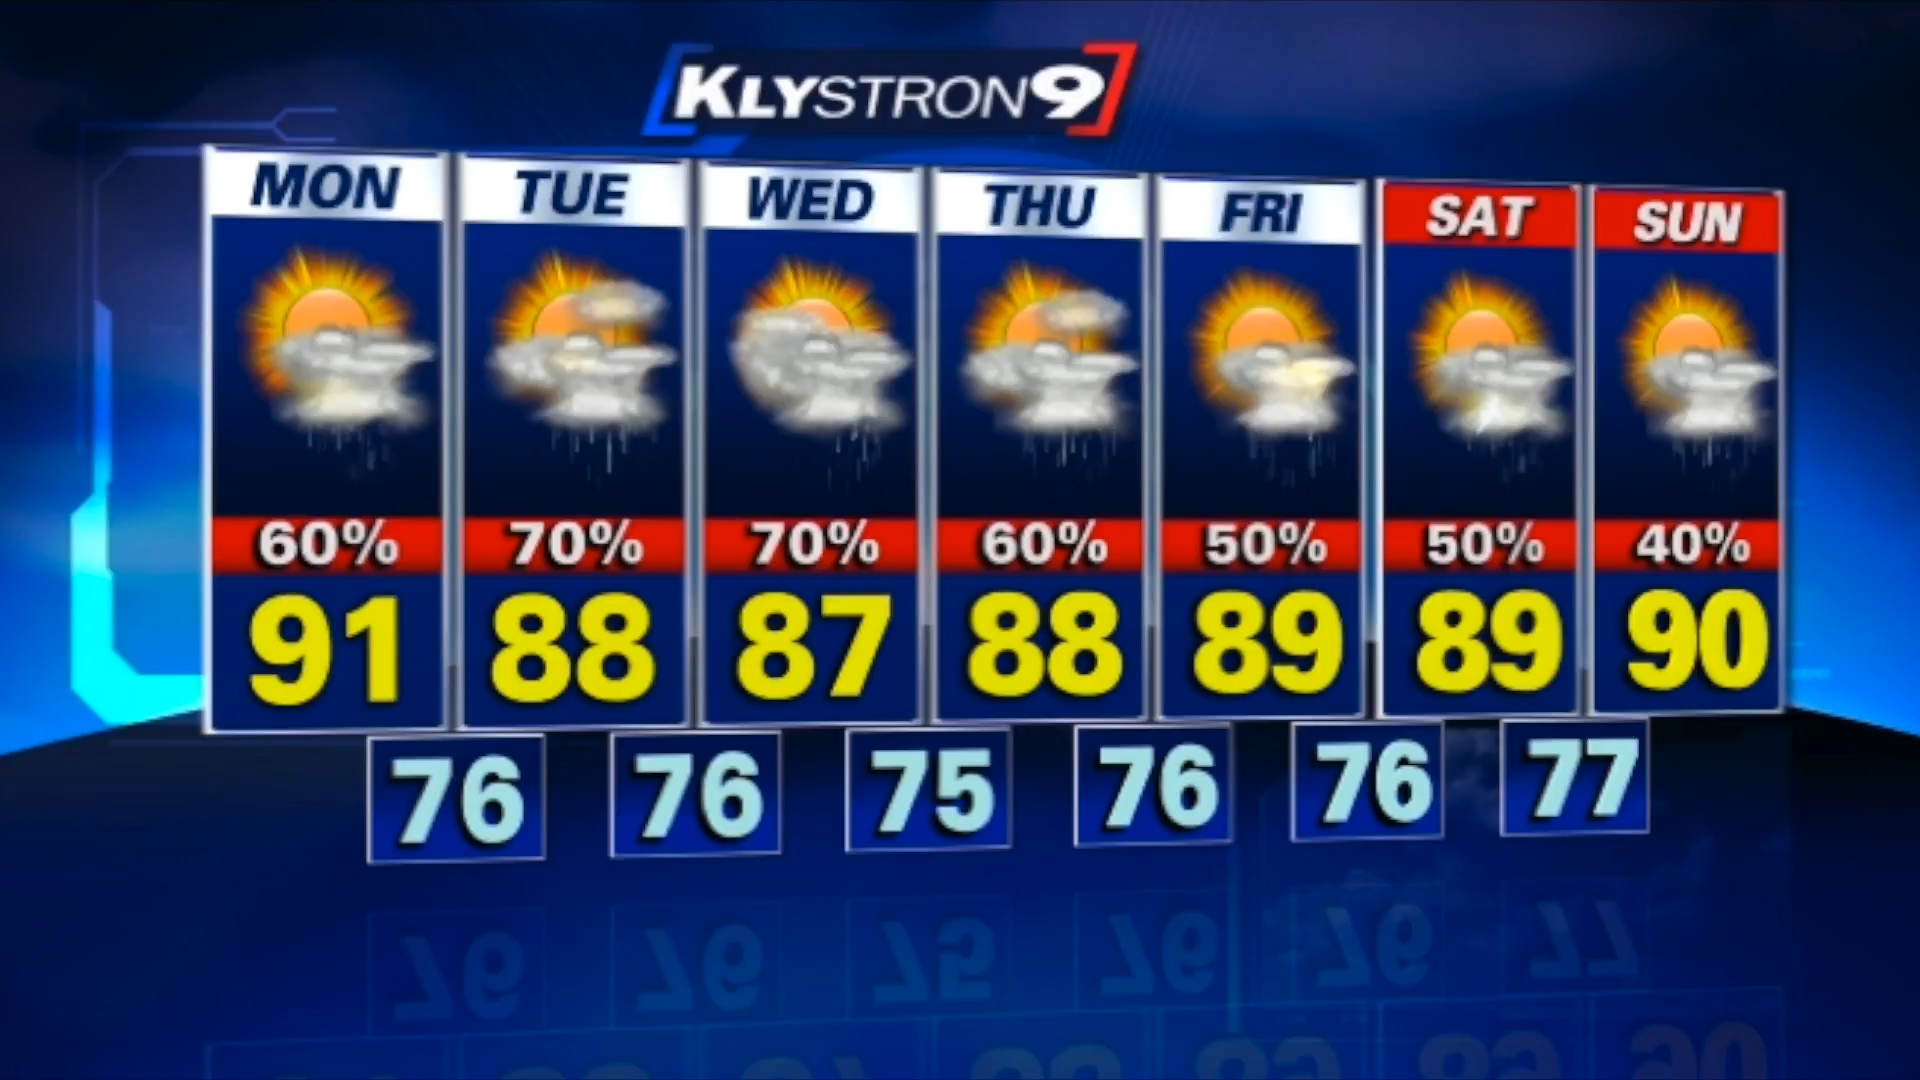 KLYSTRON9
MON TUE WED THU FRI SAT SUN
60% 70% 70% 60% 50% 50% 40%
91 88 87 88 89 89 90
76 76 75 76 76 77